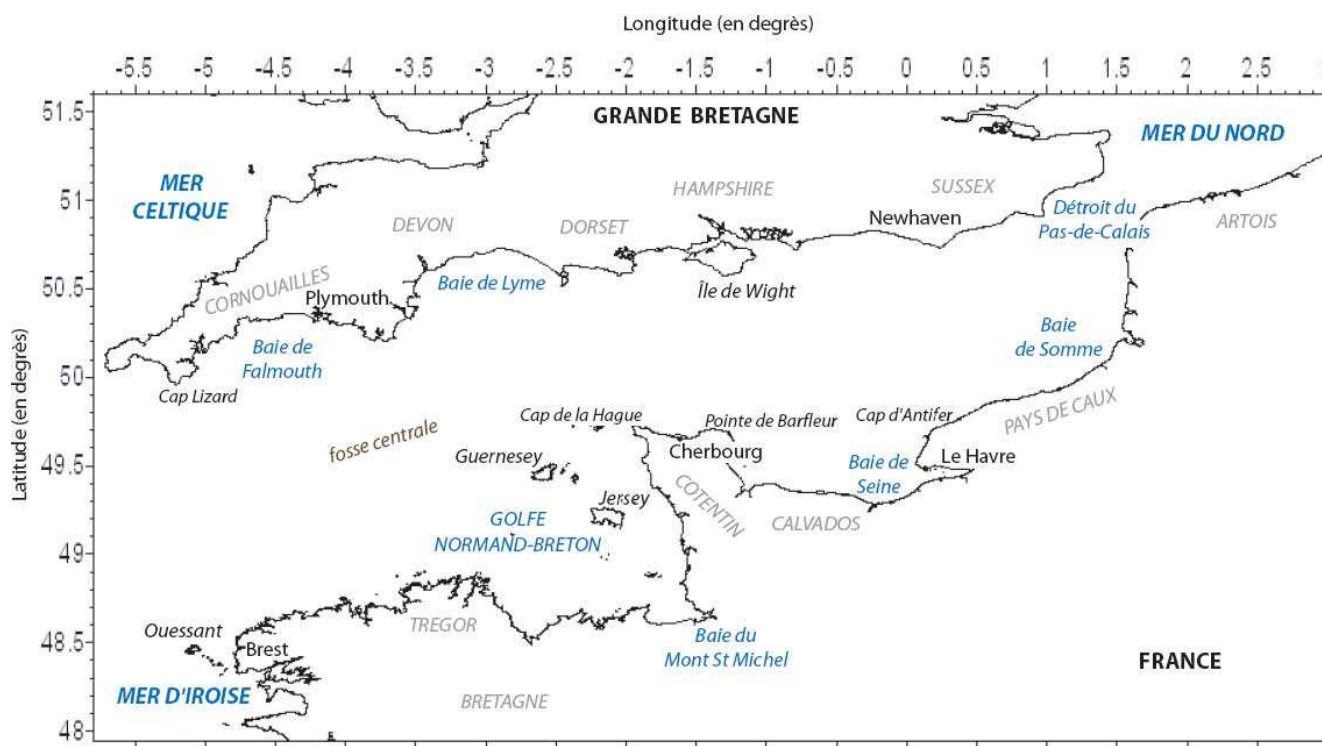 Longitude (en degrès)
-5.5 -5 -4.5 -4 -3.5 -3 -2.5 -2 -1.5 -1 -0.5 0 0.5 1 1.5 2 2.5
51.5
51
50.5
50
49.5
49
48.5
48
Latitude (en degrès)
GRANDE BRETAGNE
MER DU NORD
MER
CELTIQUE
HAMPSHIRE
SUSSEX
DEVON
DORSET
Newhaven
Détroit du
Pas-de-Calais
ARTOIS
CORNOUAILLES
Plymouth
Baie de Lyme
Île de Wight
Baie de
Falmouth
Baie
de Somme
Cap Lizard
fosse centrale
Cap de la Hague
Pointe de Barfleur
Cap d'Antifer
PAYS DE CAUX
Guernesey
Cherbourg
Baie de
Seine
Le Havre
Jersey
COTENTIN
CALVADOS
GOLFE
NORMAND-BRETON
TREGOR
Ouessant
Brest
Baie du
Mont St Michel
FRANCE
MER D'IROISE
BRETAGNE